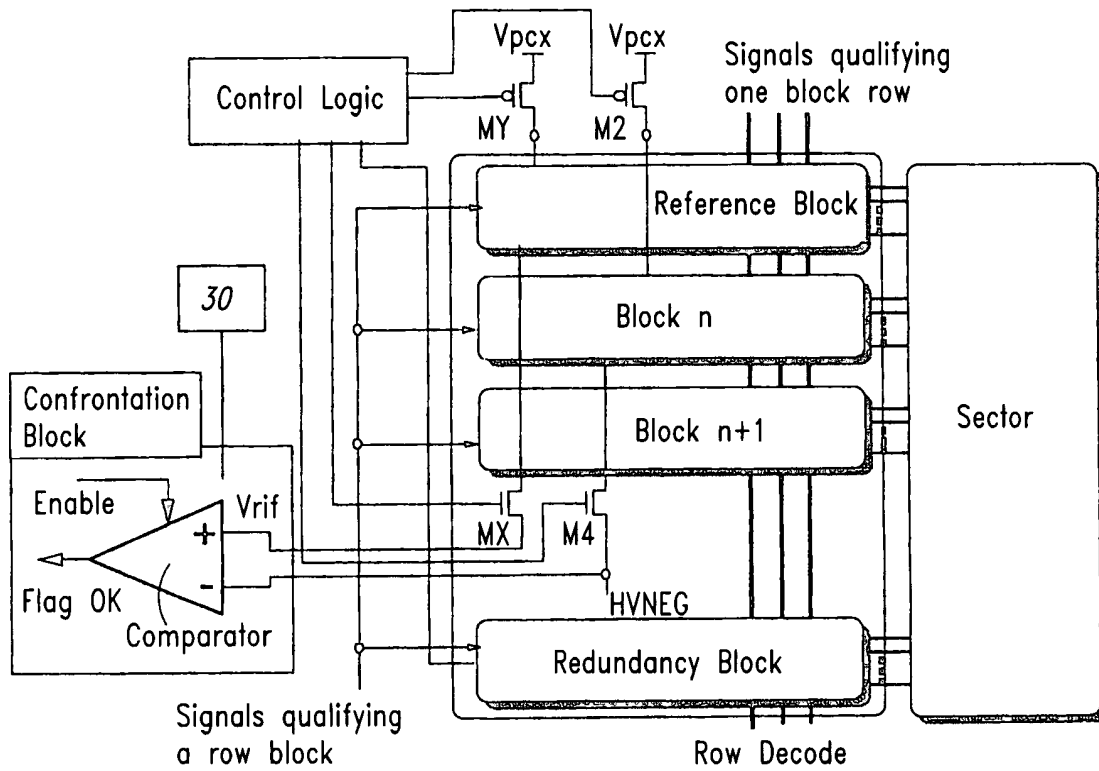 Vpcx
Vpcx
Signals qualifying
one block row
Control Logic
MY
M2
Reference Block
30
Block n
Confrontation
Block
Block n+1
Sector
Enable
Vrif
+
MX
M4
-
Flag OK
HVNEG
Comparator
Redundancy Block
Signals qualifying
a row block
Row Decode